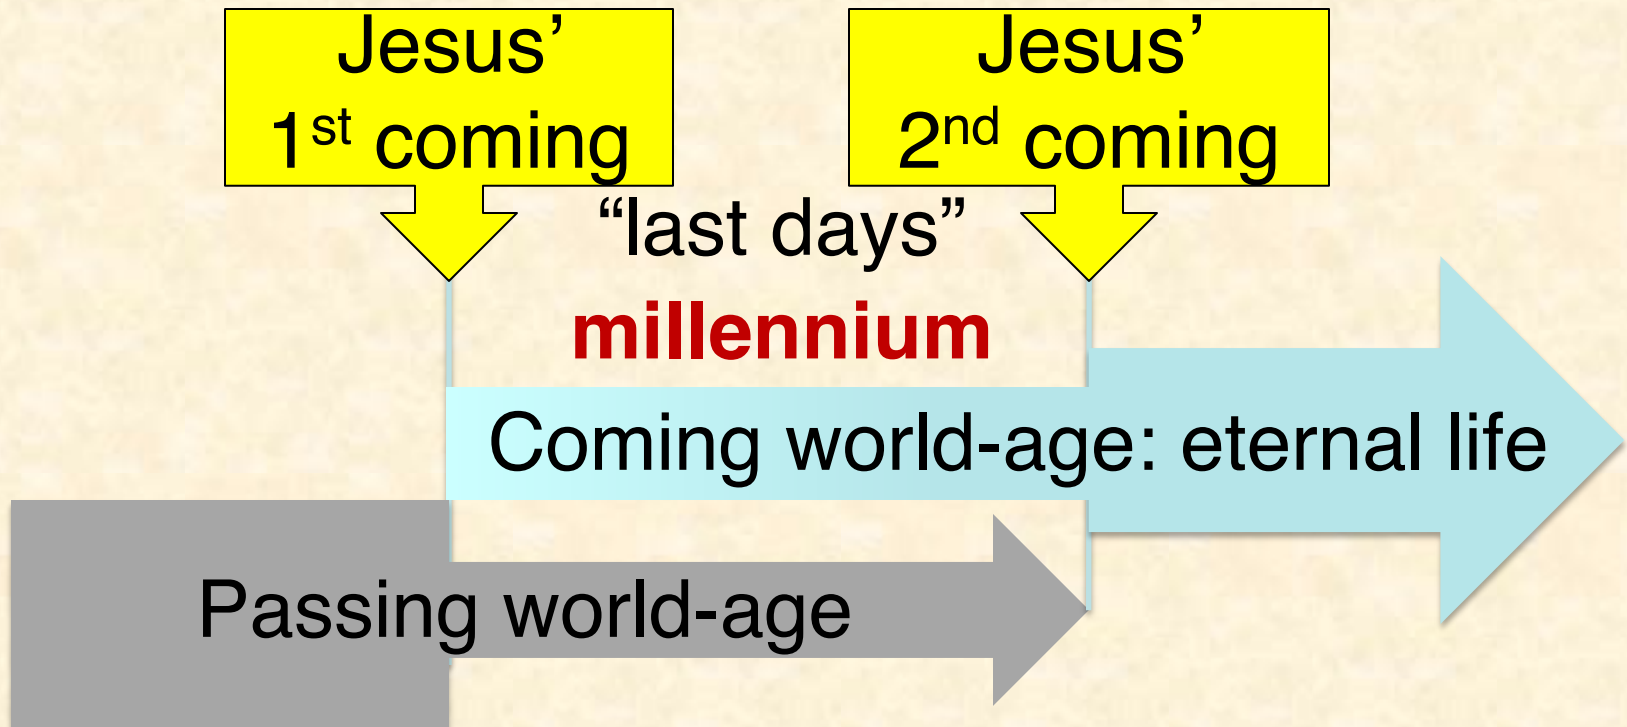 Jesus’
1st coming
Jesus’
2nd coming
“last days”
millennium
Coming world-age: eternal life
Passing world-age